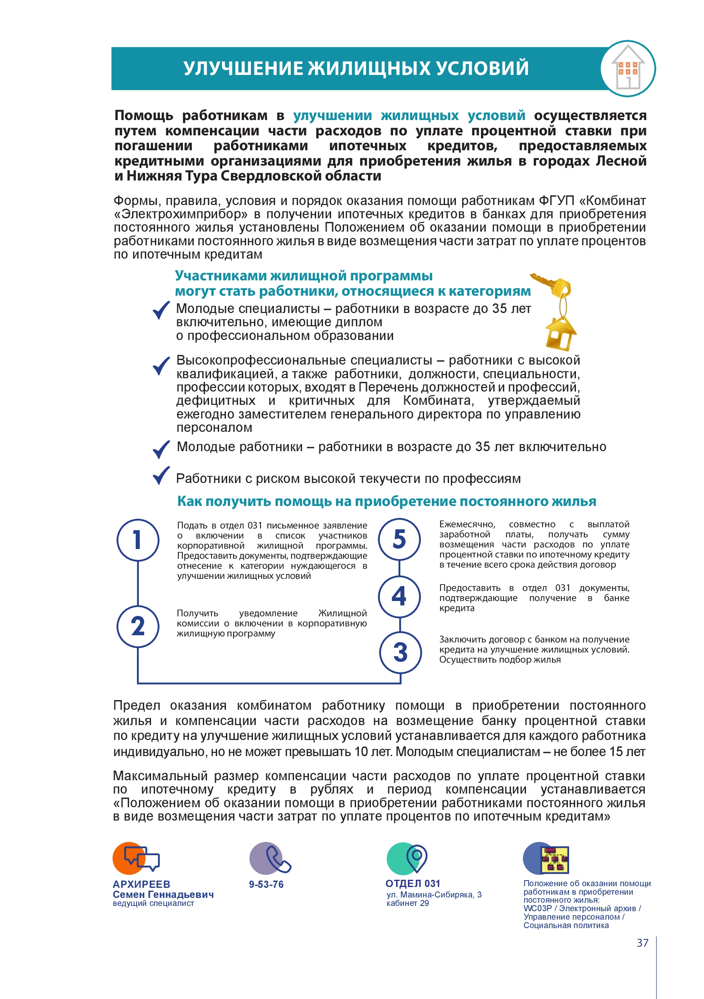 УЛУЧШЕНИЕ ЖИЛИЩНЫХ УСЛОВИЙ
Помощь работникам в улучшении жилищных условий осуществляется
путем компенсации части расходов по уплате процентной ставки при
погашении работниками ипотечных кредитов, предоставляемых
кредитными организациями для приобретения жилья в городах Лесной
и Нижняя Тура Свердловской области
Формы, правила, условия и порядок оказания помощи работникам ФГУП «Комбинат
«Электрохимприбор» в получении ипотечных кредитов в банках для приобретения
постоянного жилья установлены Положением об оказании помощи в приобретении
работниками постоянного жилья в виде возмещения части затрат по уплате процентов
по ипотечным кредитам
Участниками жилищной программы
могут стать работники, относящиеся к категориям
Молодые специалисты – работники в возрасте до 35 лет
включительно, имеющие диплом
о профессиональном образовании
Высокопрофессиональные специалисты – работники с высокой
квалификацией, а также работники, должности, специальности,
профессии которых, входят в Перечень должностей и профессий,
дефицитных и критичных для Комбината, утверждаемый
ежегодно заместителем генерального директора по управлению
персоналом
Молодые работники – работники в возрасте до 35 лет включительно
Работники с риском высокой текучести по профессиям
Как получить помощь на приобретение постоянного жилья
1
Подать в отдел 031 письменное заявление
о включении в список участников
корпоративной жилищной программы.
Предоставить документы, подтверждающие
отнесение к категории нуждающегося в
улучшении жилищных условий
2
Получить уведомление Жилищной
комиссии о включении в корпоративную
жилищную программу
5
Ежемесячно, совместно с выплатой
заработной платы, получать сумму
возмещения части расходов по уплате
процентной ставки по ипотечному кредиту
в течение всего срока действия договор
4
Предоставить в отдел 031 документы,
подтверждающие получение в банке
кредита
3
Заключить договор с банком на получение
кредита на улучшение жилищных условий.
Осуществить подбор жилья
Предел оказания комбинатом работнику помощи в приобретении постоянного
жилья и компенсации части расходов на возмещение банку процентной ставки
по кредиту на улучшение жилищных условий устанавливается для каждого работника
индивидуально, но не может превышать 10 лет. Молодым специалистам – не более 15 лет
Максимальный размер компенсации части расходов по уплате процентной ставки
по ипотечному кредиту в рублях и период компенсации устанавливается
«Положением об оказании помощи в приобретении работниками постоянного жилья
в виде возмещения части затрат по уплате процентов по ипотечным кредитам»
АРХИРЕЕВ
Семен Геннадьевич
ведущий специалист
9-53-76
ОТДЕЛ 031
ул. Мамина-Сибиряка, 3
кабинет 29
Положение об оказании помощи
работникам в приобретении
постоянного жилья:
WC03P / Электронный архив /
Управление персоналом /
Социальная политика
37